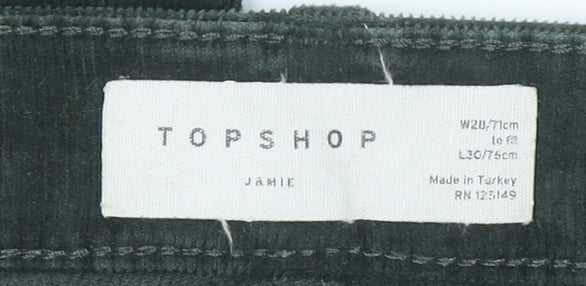 TOPSHOP
JAMIE
W28/71cm
to fit
L30/76cm
Made in Turkey
RN 125149